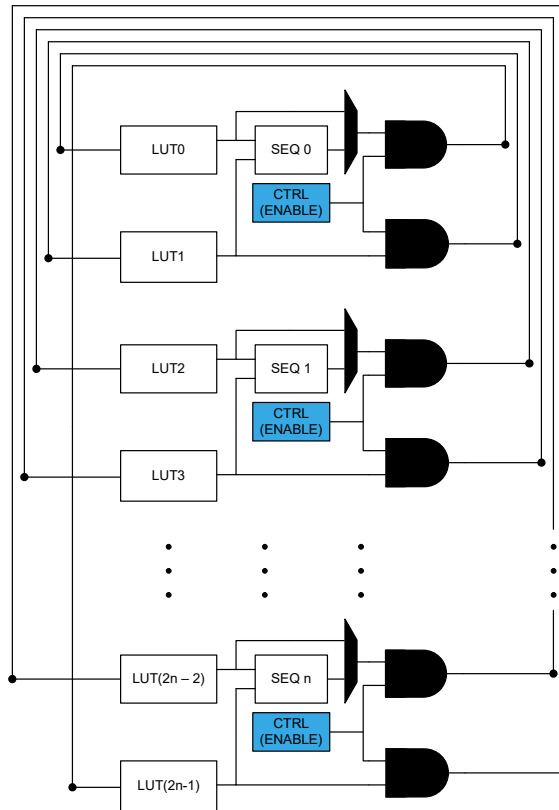 LUT0
SEQ 0
CTRL
(ENABLE)
LUT1
LUT2
SEQ 1
CTRL
(ENABLE)
LUT3
LUT(2n – 2)
SEQ n
CTRL
(ENABLE)
LUT(2n-1)